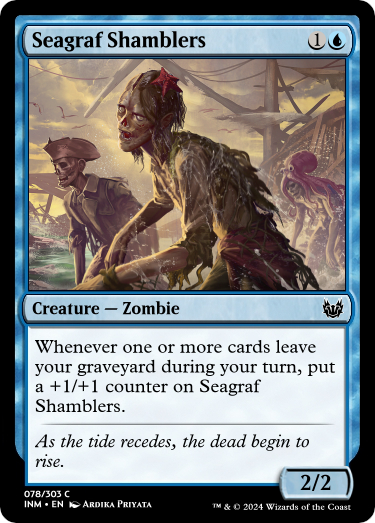 Seagraf Shamblers 1
Creature — Zombie
Whenever one or more cards leave
your graveyard during your turn, put
a +1/+1 counter on Seagraf
Shamblers.
As the tide recedes, the dead begin to
rise.
2/2
078/303 C
INM • EN Ardika Priyata
™ & © 2024 Wizards of the Coast